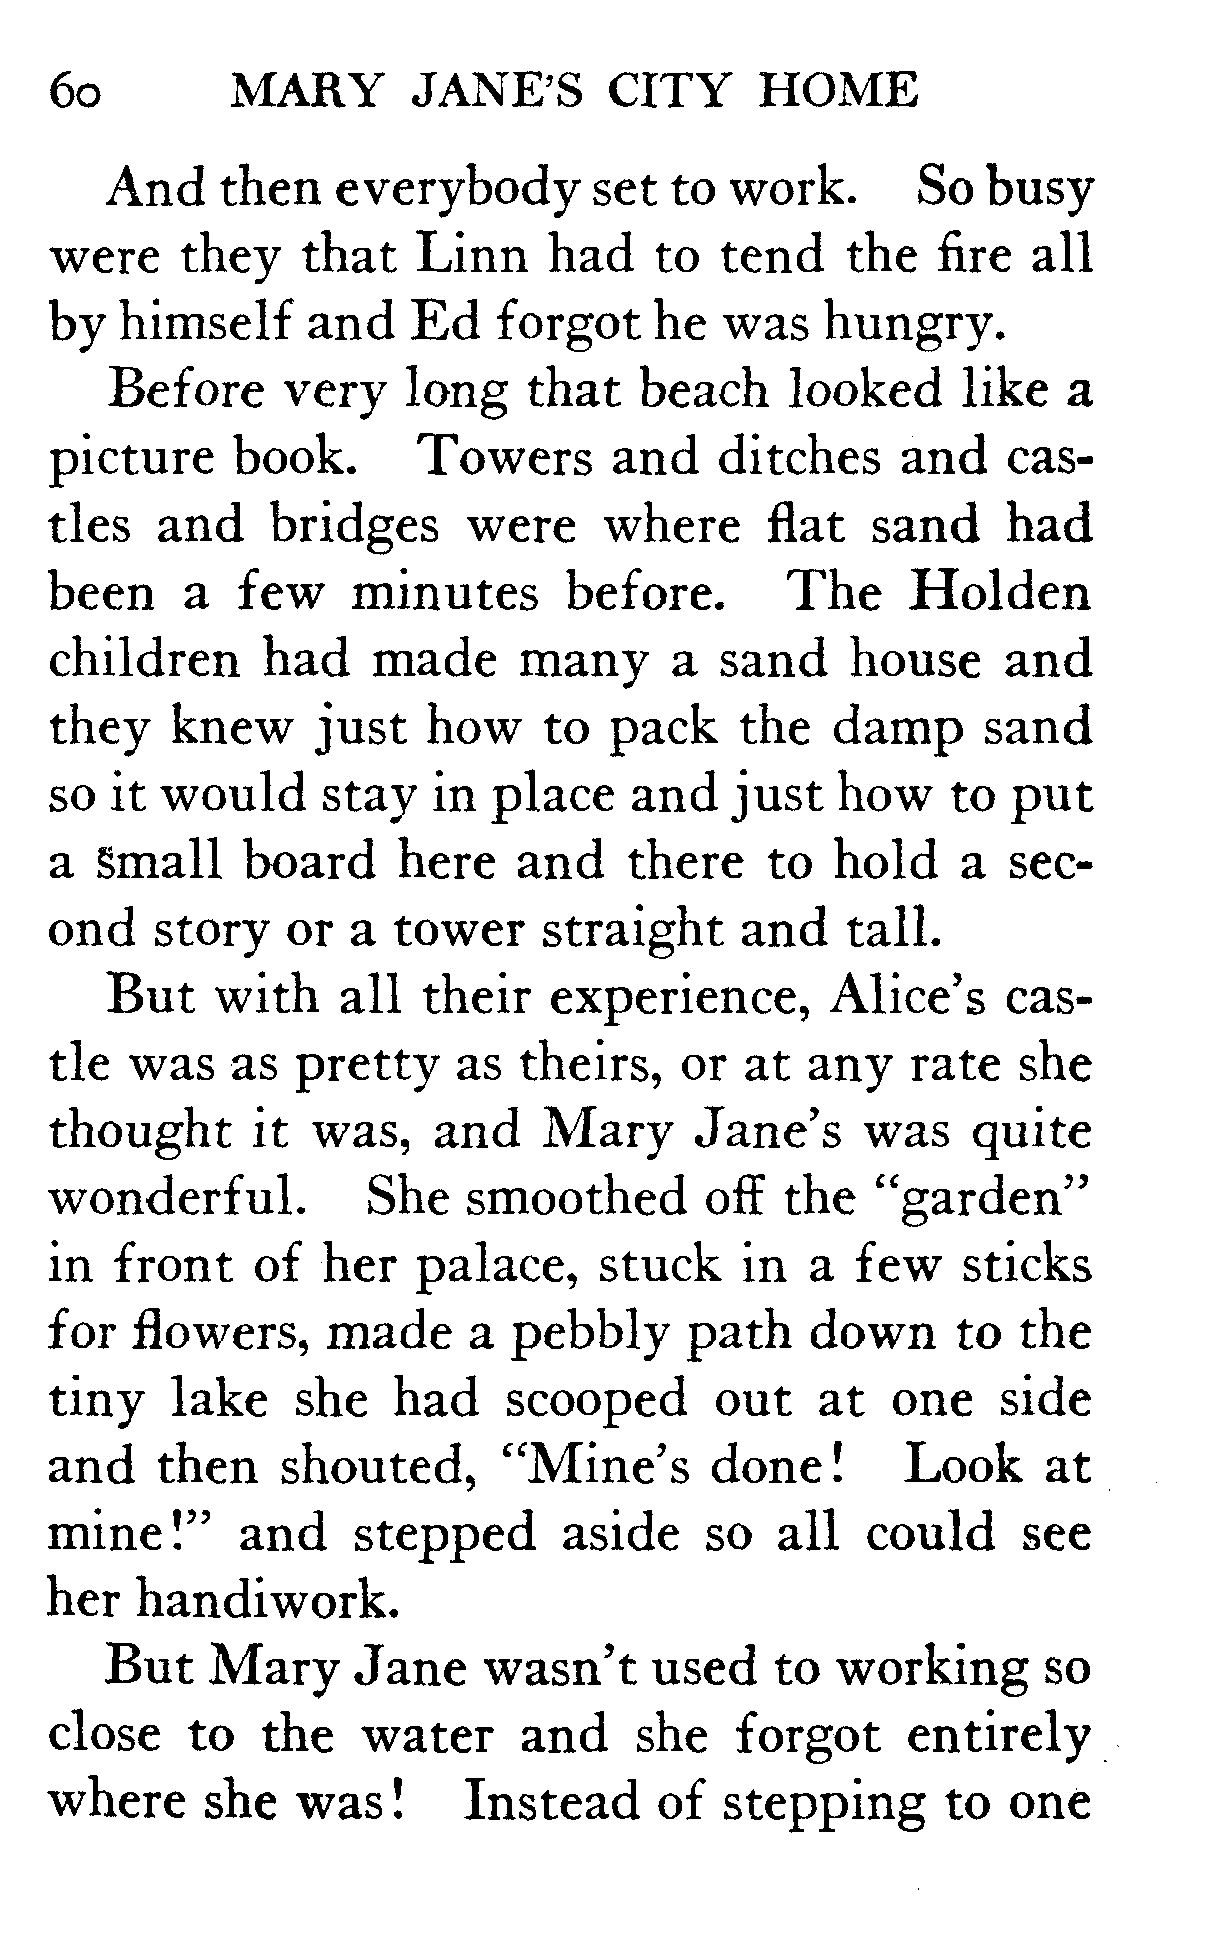 60 MARY JANE'S CITY HOME
And then everybody set to work. So busy
were they that Linn had to tend the fire all
by himself and Ed forgot he was hungry.
Before very long that beach looked like a
picture book. Towers and ditches and cas-
tles and bridges were where flat sand had
been a few minutes before. The Holden
children had made many a sand house and
they knew just how to pack the damp sand
so it would stay in place and just how to put
a small board here and there to hold a sec-
ond story or a tower straight and tall.
But with all their experience, Alice's cas-
tle was as pretty as theirs, or at any rate she
thought it was, and Mary Jane's was quite
wonderful. She smoothed off the "garden"
in front of her palace, stuck in a few sticks
for flowers, made a pebbly path down to the
tiny lake she had scooped out at one side
and then shouted, "Mine's done! Look at
mine!" and stepped aside so all could see
her handiwork.
But Mary Jane wasn't used to working so
close to the water and she forgot entirely
where she was! Instead of stepping to one